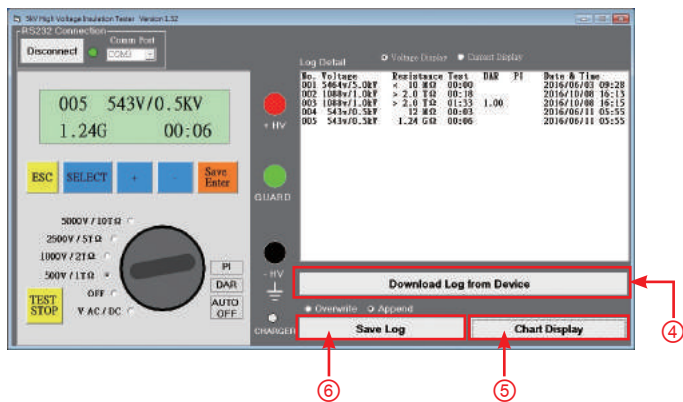 5kV High Voltage Insulation Tester Version 1.32
RS232 Connection
Comm Port
Disconnect
COM3
Log Detail
Voltage Display
Current Display
No. Voltage Resistance Test DAR PI Date & Time
001 5464v/5.0kV < 10 MΩ 00:00 2016/06/03 09:28
002 1088v/1.0kV > 2.0 TΩ 00:18 2016/10/08 16:13
003 1088v/1.0kV > 2.0 TΩ 01:33 1.00 2016/10/08 16:15
004 543v/0.5kV 12 MΩ 00:03 2016/06/11 05:55
005 543v/0.5kV 1.24 GΩ 00:06 2016/06/11 05:55
005 543V/0.5KV
1.24G 00:06
+ HV
ESC
SELECT
+
-
Save
Enter
GUARD
5000V/10TΩ
2500V/5TΩ
1000V/2TΩ
500V/1TΩ
OFF
V AC/DC
TEST
STOP
PI
DAR
AUTO
OFF
- HV
CHARGER
Download Log from Device
Overwrite
Append
Save Log
Chart Display
④
⑥
⑤